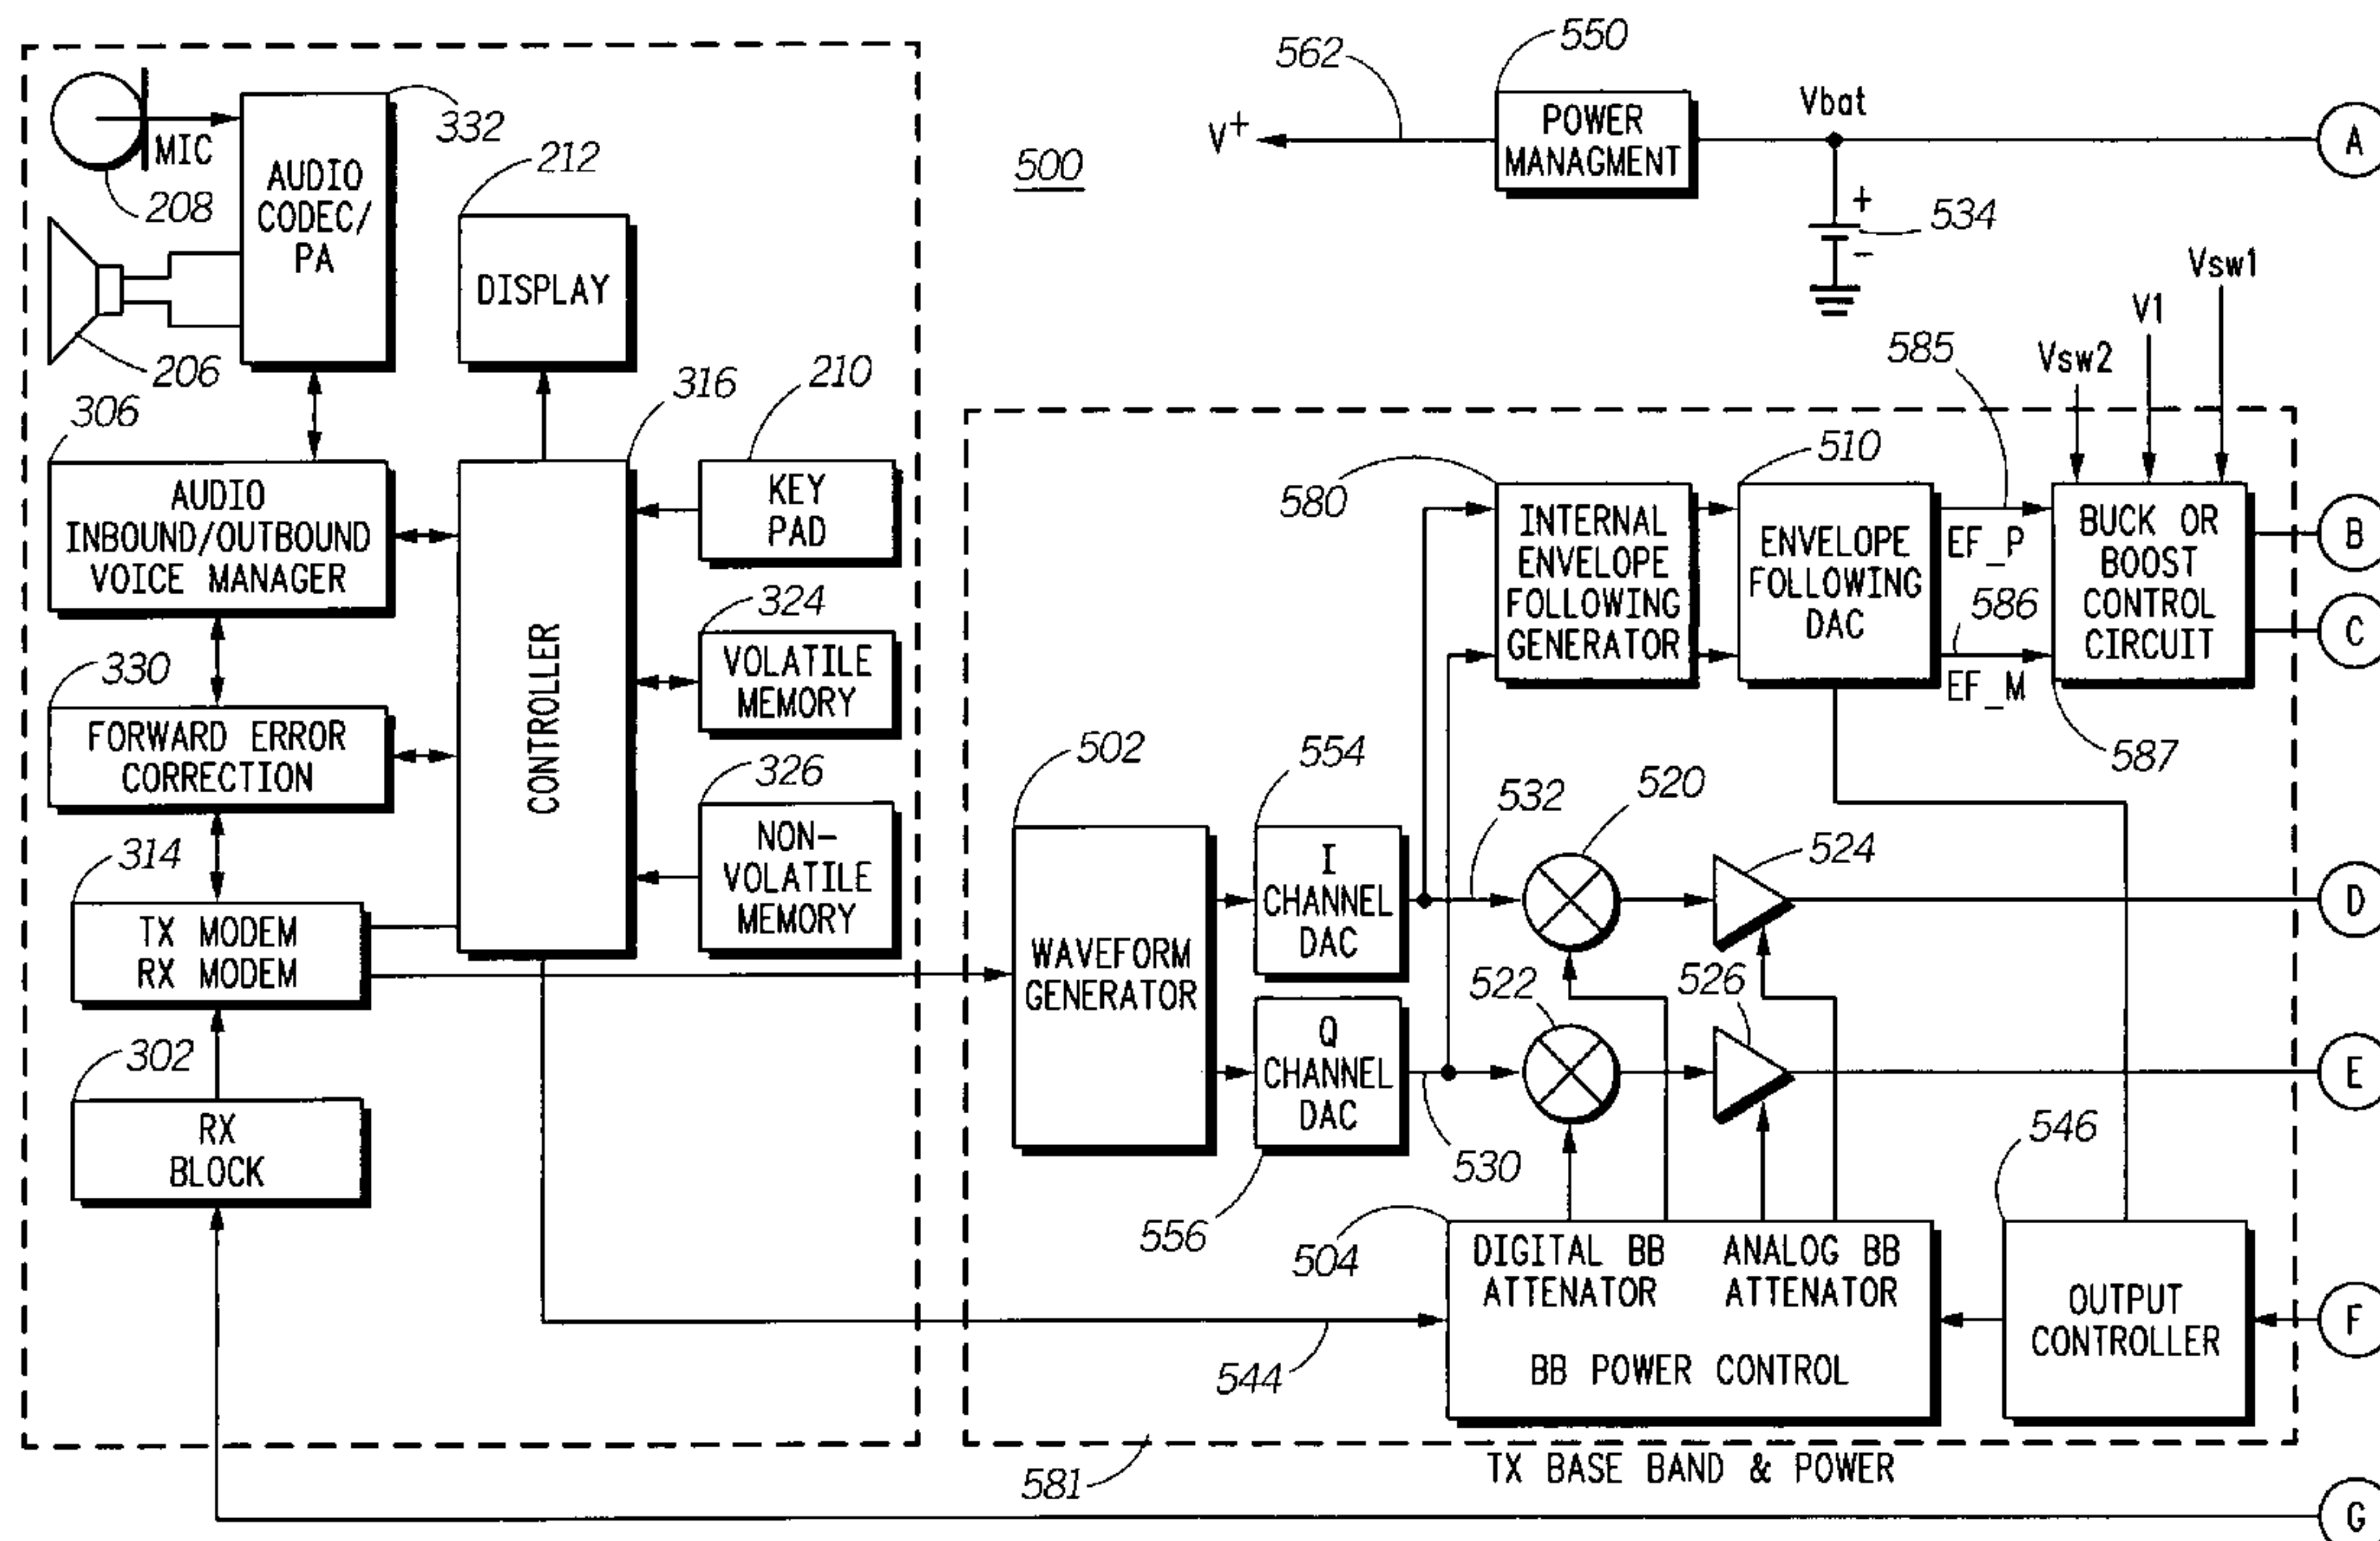 MIC
208
206
AUDIO
CODEC/
PA
332
212
DISPLAY
306
AUDIO
INBOUND/OUTBOUND
VOICE MANAGER
316
CONTROLLER
210
KEY
PAD
324
VOLATILE
MEMORY
326
NON-
VOLATILE
MEMORY
330
FORWARD ERROR
CORRECTION
314
TX MODEM
RX MODEM
302
RX
BLOCK
500
562
V+
550
POWER
MANAGMENT
Vbat
+
534
−
A
Vsw1
V1
Vsw2
585
580
INTERNAL
ENVELOPE
FOLLOWING
GENERATOR
510
ENVELOPE
FOLLOWING
DAC
EF_P
586
EF_M
BUCK OR
BOOST
CONTROL
CIRCUIT
587
B
C
502
WAVEFORM
GENERATOR
554
I
CHANNEL
DAC
532
520
524
D
Q
CHANNEL
DAC
556
530
522
526
E
504
DIGITAL BB
ATTENATOR
ANALOG BB
ATTENATOR
BB POWER CONTROL
546
OUTPUT
CONTROLLER
F
544
581
TX BASE BAND & POWER
G